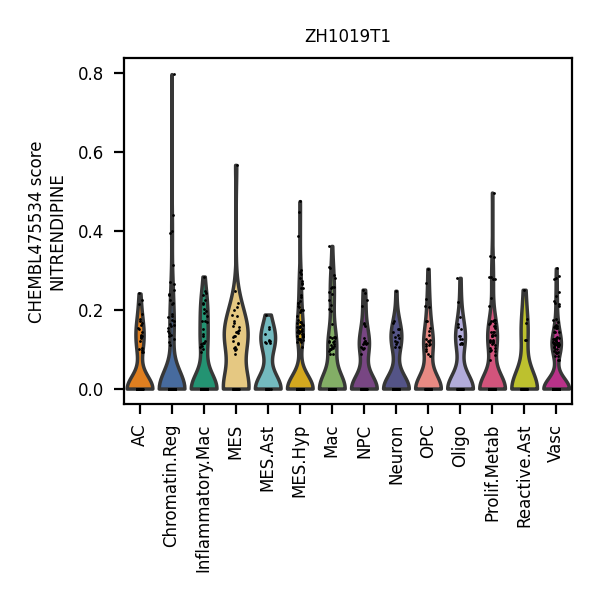 ZH1019T1
CHEMBL475534 score
NITRENDIPINE
0.8
0.6
0.4
0.2
0.0
AC
Chromatin.Reg
Inflammatory.Mac
MES
MES.Ast
MES.Hyp
Mac
NPC
Neuron
OPC
Oligo
Prolif.Metab
Reactive.Ast
Vasc